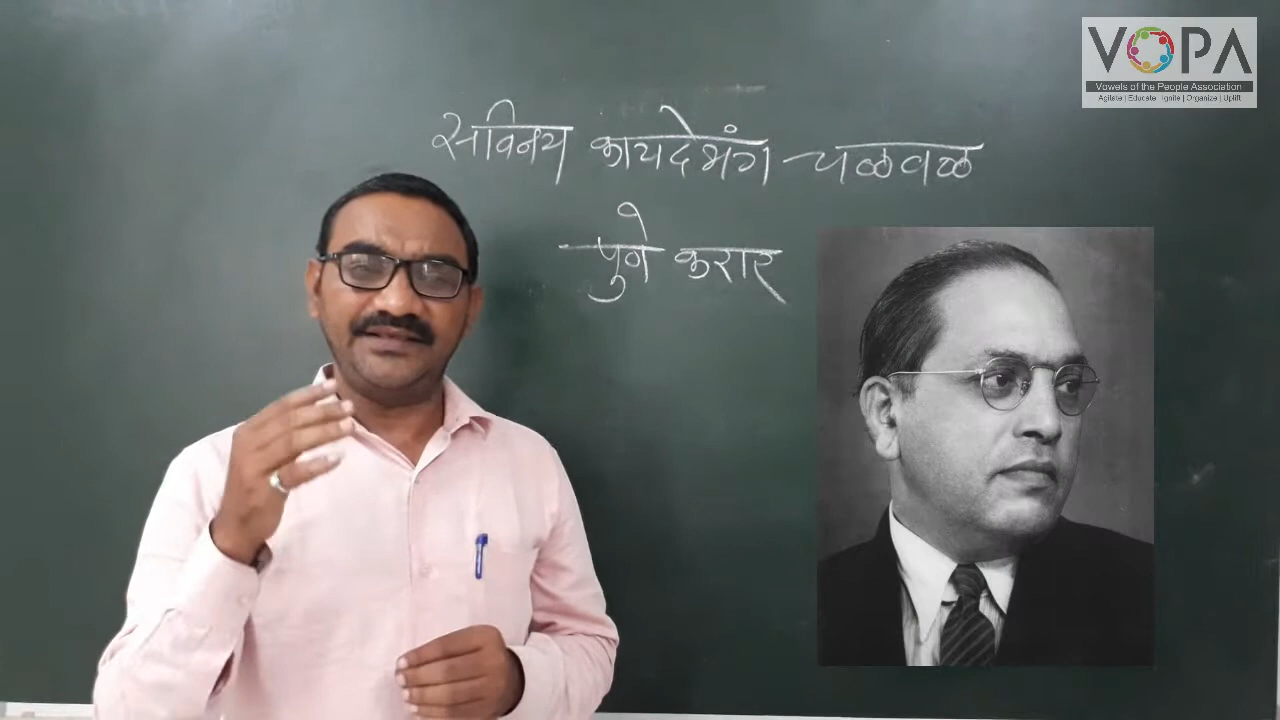 VOPA
Vowels of the People Association
Agitate | Educate Ignite | Organize | Uplift
सविनय कायदेभंग चळवळ
पुणे करार